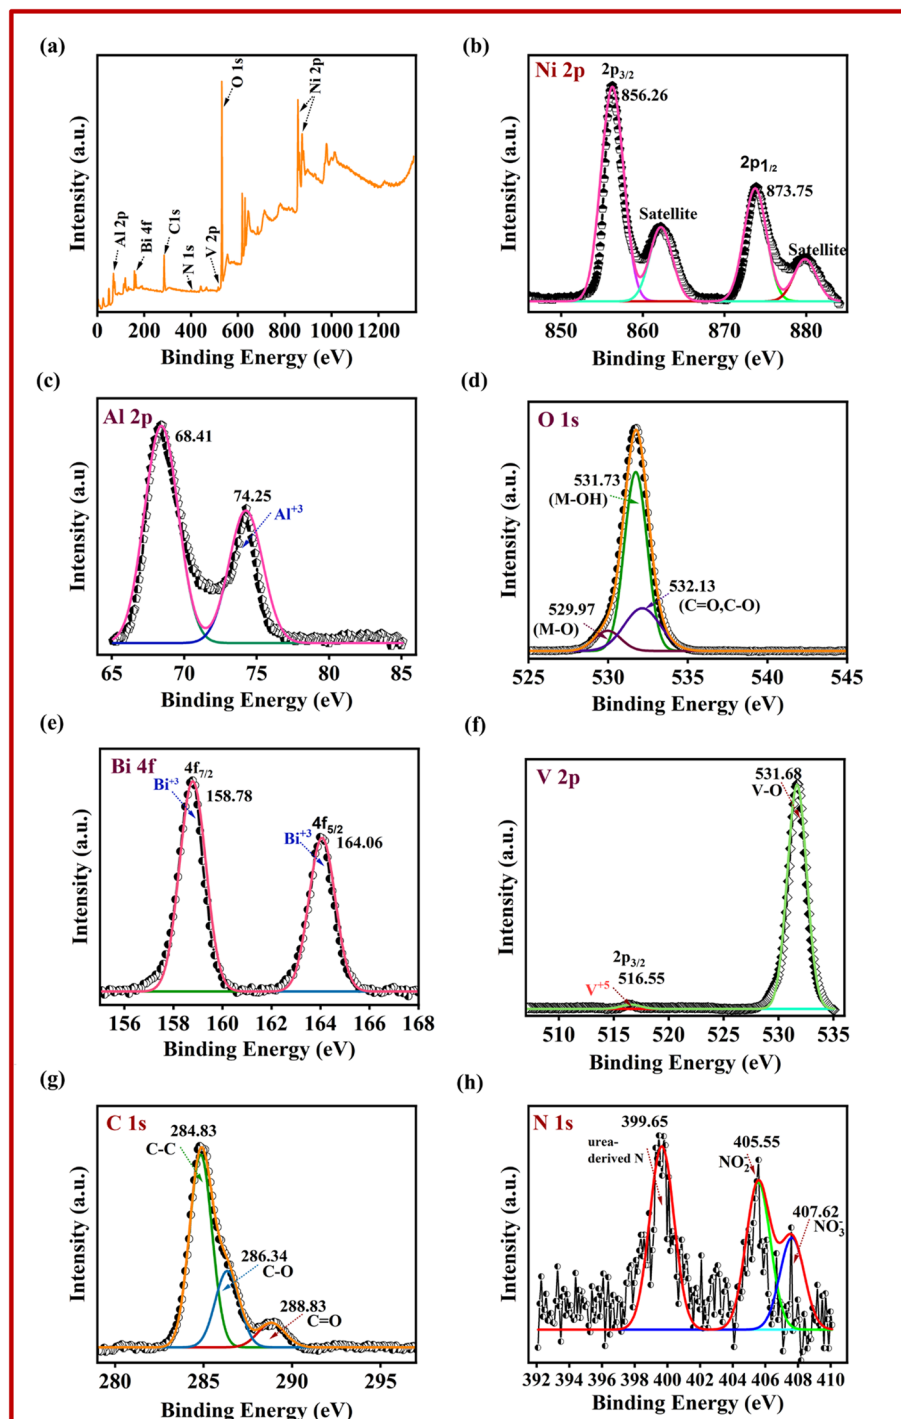 (a)
Intensity (a.u.)
O 1s
Ni 2p
Al 2p
Bi 4f
C1s
N 1s
V 2p
0 200 400 600 800 1000 1200
Binding Energy (eV)
(b)
Intensity (a.u.)
Ni 2p
2p3/2
856.26
2p1/2
873.75
Satellite
Satellite
850 860 870 880
Binding Energy (eV)
(c)
Intensity (a.u)
Al 2p
68.41
74.25
Al+3
65 70 75 80 85
Binding Energy (eV)
(d)
Intensity (a.u.)
O 1s
531.73
(M-OH)
532.13
(C=O,C-O)
529.97
(M-O)
525 530 535 540 545
Binding Energy (eV)
(e)
Intensity (a.u.)
Bi 4f
4f7/2
Bi+3
158.78
4f5/2
Bi+3
164.06
156 158 160 162 164 166 168
Binding Energy (eV)
(f)
Intensity (a.u.)
V 2p
531.68
V-O
2p3/2
516.55
V+5
510 515 520 525 530 535
Binding Energy (eV)
(g)
Intensity (a.u.)
C 1s
284.83
C-C
286.34
C-O
288.83
C=O
280 285 290 295
Binding Energy (eV)
(h)
Intensity (a.u.)
N 1s
399.65
urea-
derived N
405.55
NO2-
407.62
NO3-
392 394 396 398 400 402 404 406 408 410
Binding Energy (eV)